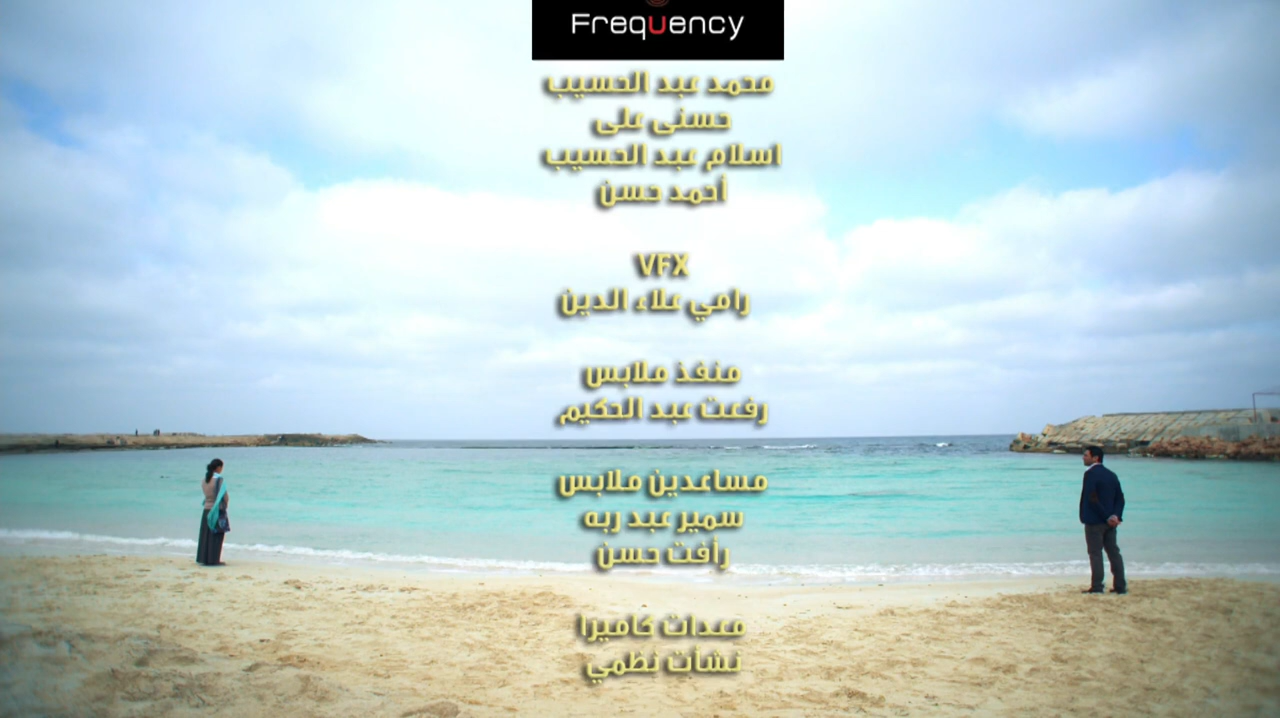 Frequency
محمد عبد الحسيب
حسنى على
اسلام عبد الحسيب
أحمد حسن
VFX
رامي علاء الدين
منفذ ملابس
رفعت عبد الحكيم
مساعدين ملابس
سمير عبد ربه
رأفت حسن
معدات كاميرا
نشأت نظمي